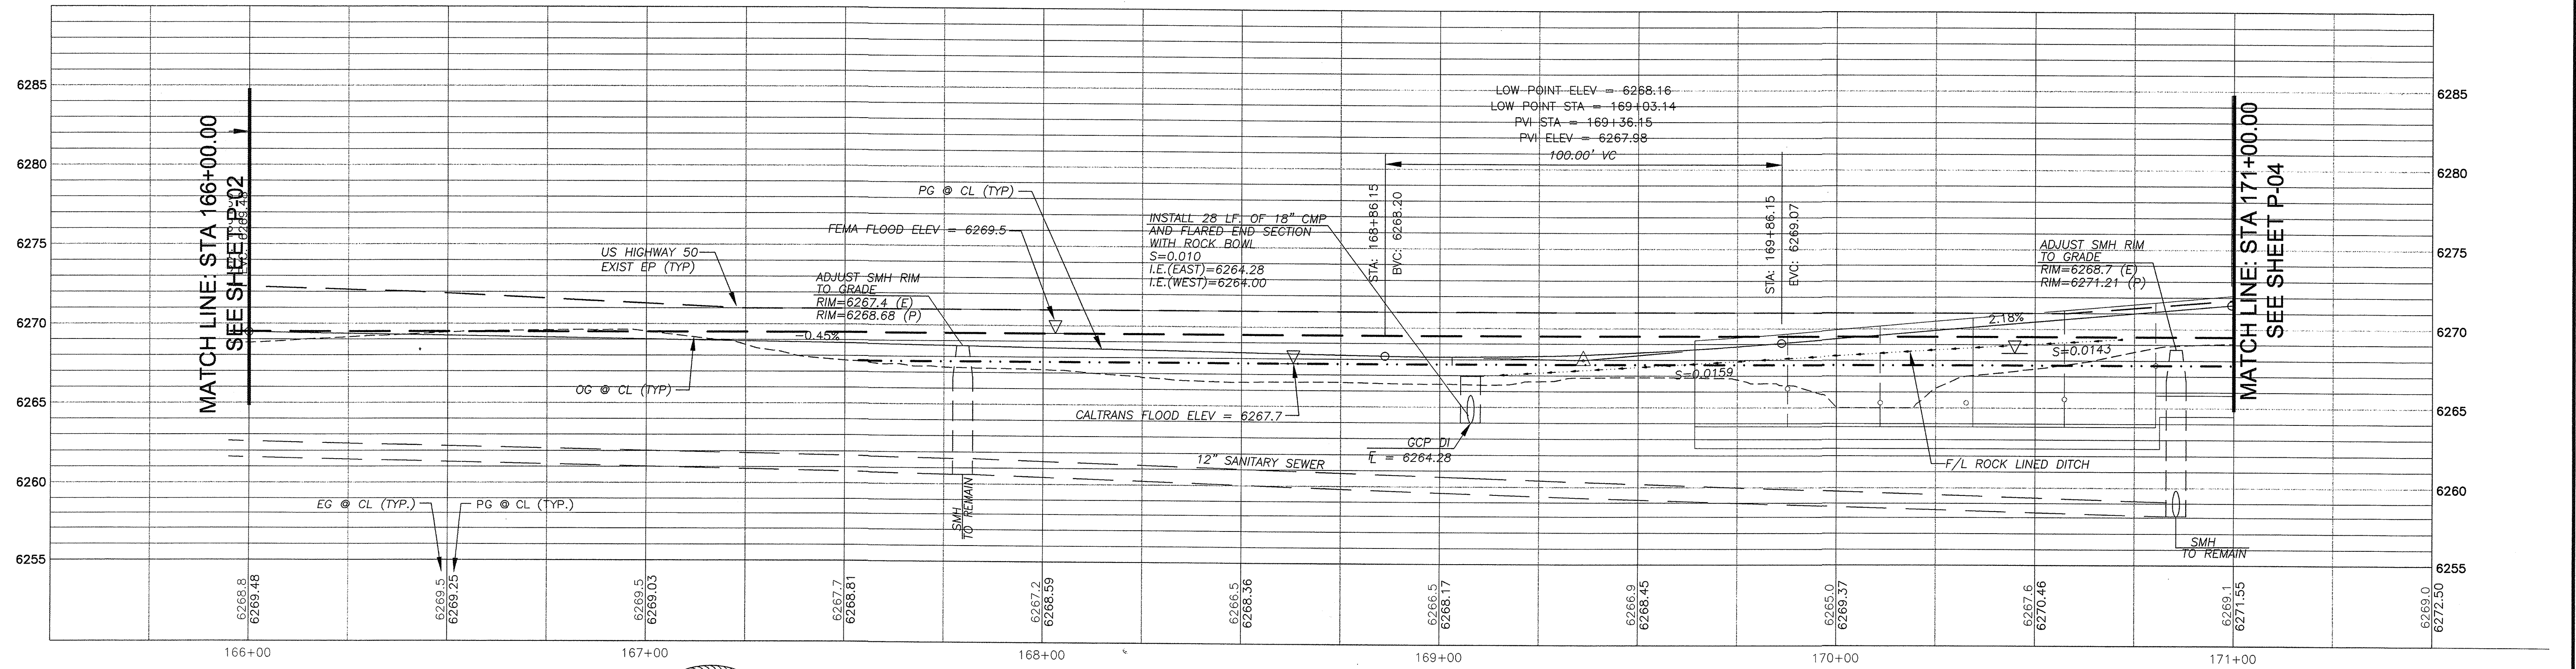 6285
6280
6275
6270
6265
6260
6255
MATCH LINE: STA 166+00.00
SEE SHEET P-02
US HIGHWAY 50
EXIST EP (TYP)
OG @ CL (TYP)
EG @ CL (TYP.)
PG @ CL (TYP.)
ADJUST SMH RIM
TO GRADE
RIM=6267.4 (E)
RIM=6268.68 (P)
-0.45%
FEMA FLOOD ELEV = 6269.5
PG @ CL (TYP)
SMH
TO REMAIN
INSTALL 28 LF. OF 18" CMP
AND FLARED END SECTION
WITH ROCK BOWL
S=0.010
I.E.(EAST)=6264.28
I.E.(WEST)=6264.00
CALTRANS FLOOD ELEV = 6267.7
12" SANITARY SEWER
GCP DI
FL = 6264.28
LOW POINT ELEV = 6268.16
LOW POINT STA = 169+03.14
PVI STA = 169+36.15
PVI ELEV = 6267.98
100.00' VC
STA: 168+86.15
BVC: 6268.20
STA: 169+86.15
EVC: 6269.07
S=0.0159
2.18%
S=0.0143
F/L ROCK LINED DITCH
ADJUST SMH RIM
TO GRADE
RIM=6268.7 (E)
RIM=6271.21 (P)
SMH
TO REMAIN
MATCH LINE: STA 171+00.00
SEE SHEET P-04
6285
6280
6275
6270
6265
6260
6255
6268.8
6269.48
6269.5
6269.25
6269.5
6269.03
6267.7
6268.81
6267.2
6268.59
6266.5
6268.36
6266.5
6268.17
6266.9
6268.45
6265.0
6269.37
6267.6
6270.46
6269.1
6271.55
6269.0
6272.50
166+00
167+00
168+00
169+00
170+00
171+00